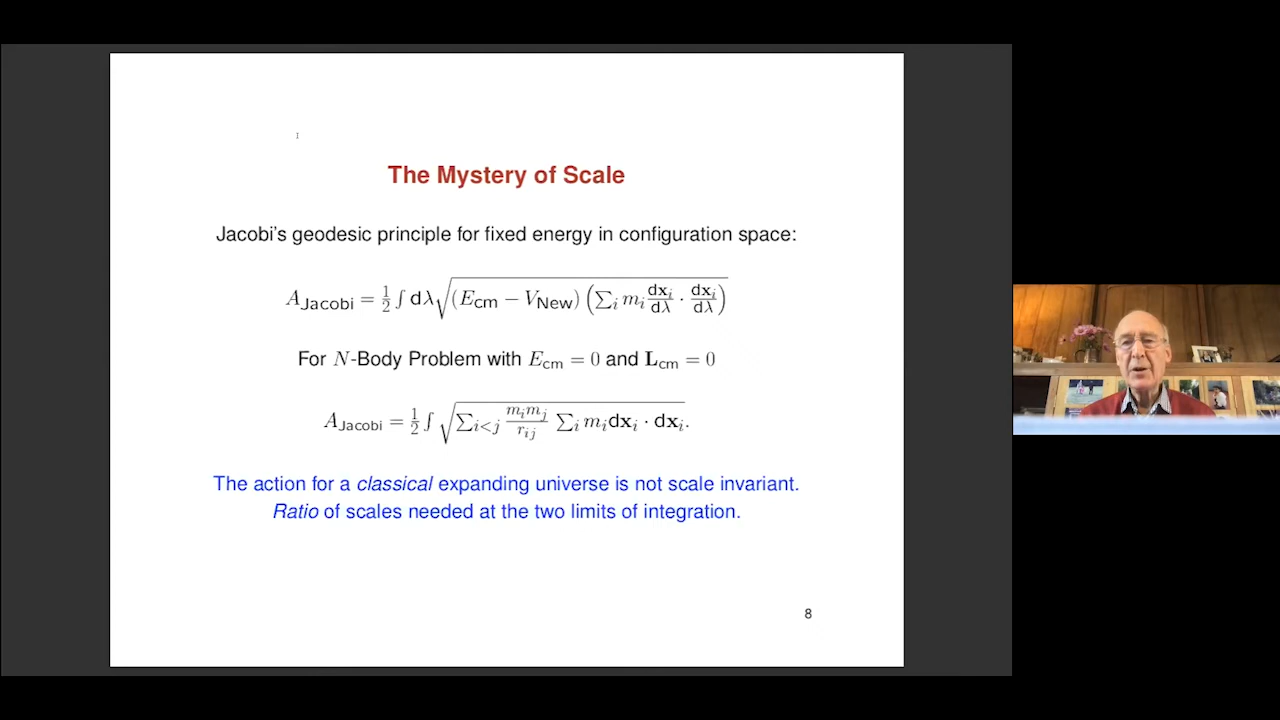 The Mystery of Scale
Jacobi's geodesic principle for fixed energy in configuration space:
A_Jacobi = ½ ∫ dλ √((E_cm − V_New) (∑_i m_i dx_i/dλ · dx_i/dλ))
For N-Body Problem with E_cm = 0 and L_cm = 0
A_Jacobi = ½ ∫ √(∑_{i<j} m_i m_j/r_ij ∑_i m_i dx_i · dx_i).
The action for a classical expanding universe is not scale invariant.
Ratio of scales needed at the two limits of integration.
8